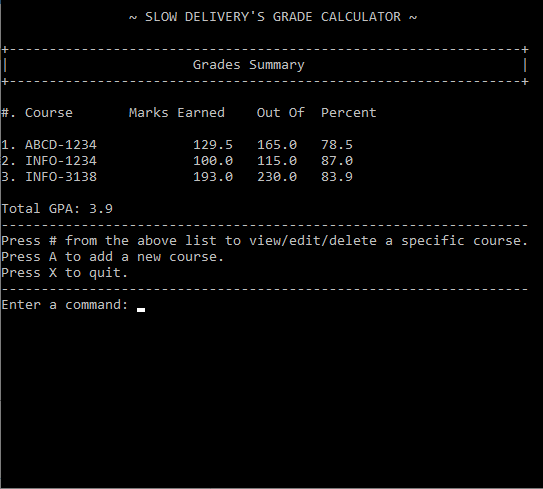 ~ SLOW DELIVERY'S GRADE CALCULATOR ~
+----------------------------------------------------------------+
| Grades Summary |
+----------------------------------------------------------------+
#. Course Marks Earned Out Of Percent
1. ABCD-1234 129.5 165.0 78.5
2. INFO-1234 100.0 115.0 87.0
3. INFO-3138 193.0 230.0 83.9
Total GPA: 3.9
------------------------------------------------------------------
Press # from the above list to view/edit/delete a specific course.
Press A to add a new course.
Press X to quit.
------------------------------------------------------------------
Enter a command: